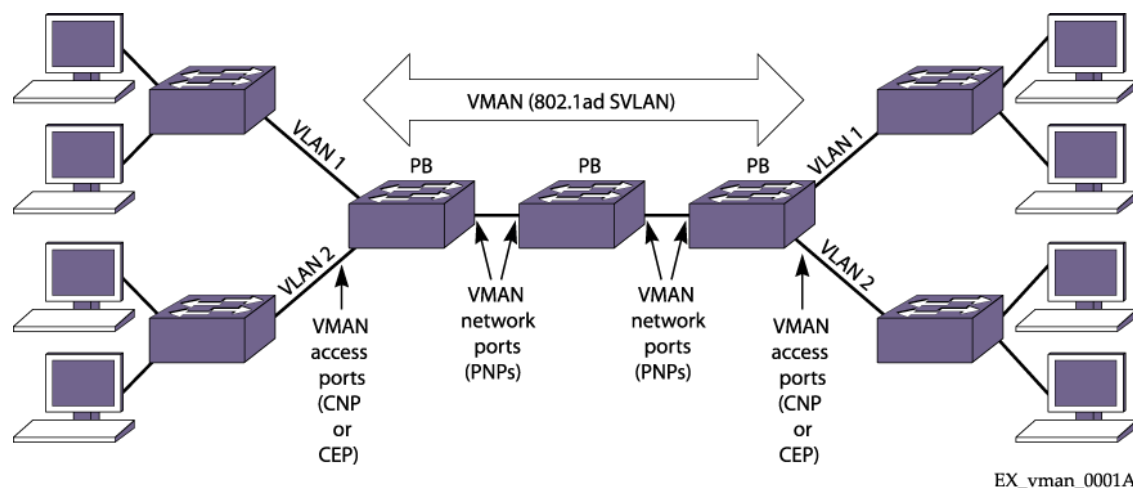 VMAN (802.1ad SVLAN)
VLAN 1
VLAN 1
PB
PB
PB
VLAN 2
VLAN 2
VMAN
access
ports
(CNP
or
CEP)
VMAN
network
ports
(PNPs)
VMAN
network
ports
(PNPs)
VMAN
access
ports
(CNP
or
CEP)
EX_vman_0001A